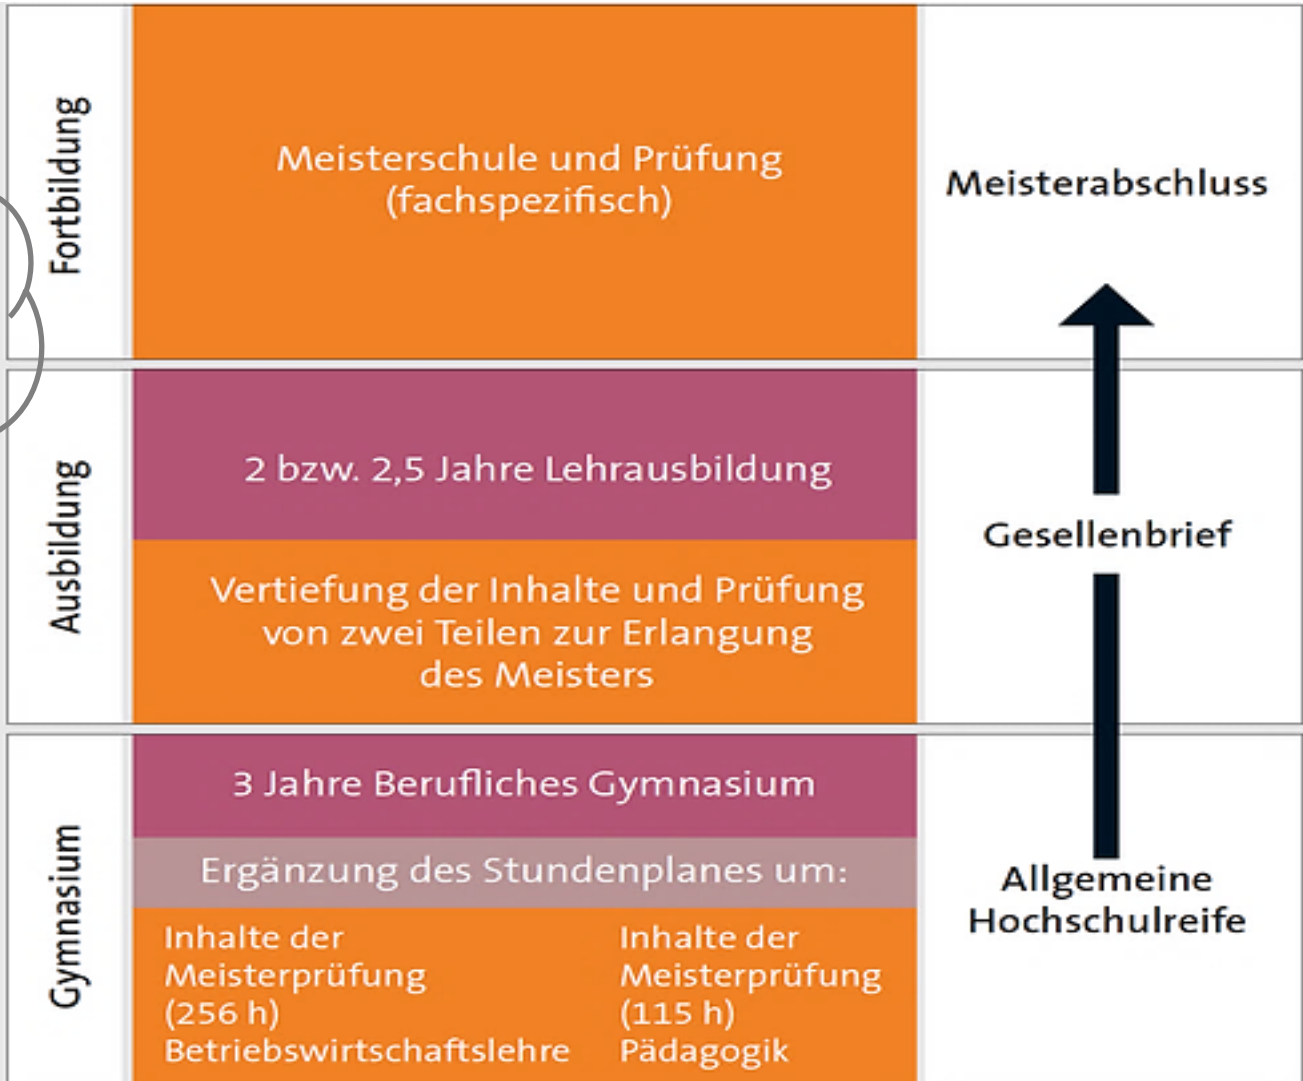 Fortbildung
Meisterschule und Prüfung
(fachspezifisch)
Meisterabschluss
Ausbildung
2 bzw. 2,5 Jahre Lehrausbildung
Vertiefung der Inhalte und Prüfung
von zwei Teilen zur Erlangung
des Meisters
Gesellenbrief
Gymnasium
3 Jahre Berufliches Gymnasium
Ergänzung des Stundenplanes um:
Inhalte der
Meisterprüfung
(256 h)
Betriebswirtschaftslehre
Inhalte der
Meisterprüfung
(115 h)
Pädagogik
Allgemeine
Hochschulreife